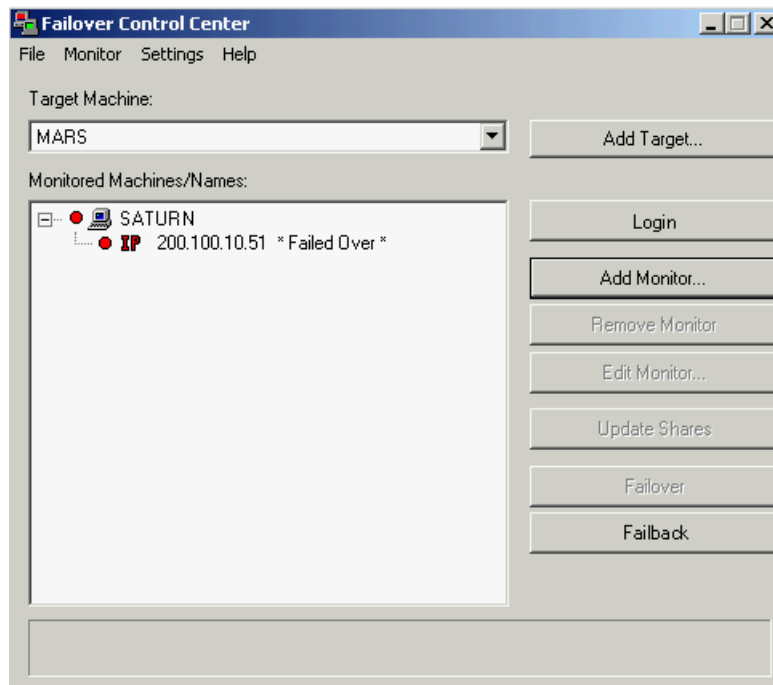 Failover Control Center
File Monitor Settings Help
Target Machine:
MARS
Add Target...
Monitored Machines/Names:
SATURN
IP 200.100.10.51 * Failed Over *
Login
Add Monitor...
Remove Monitor
Edit Monitor...
Update Shares
Failover
Failback